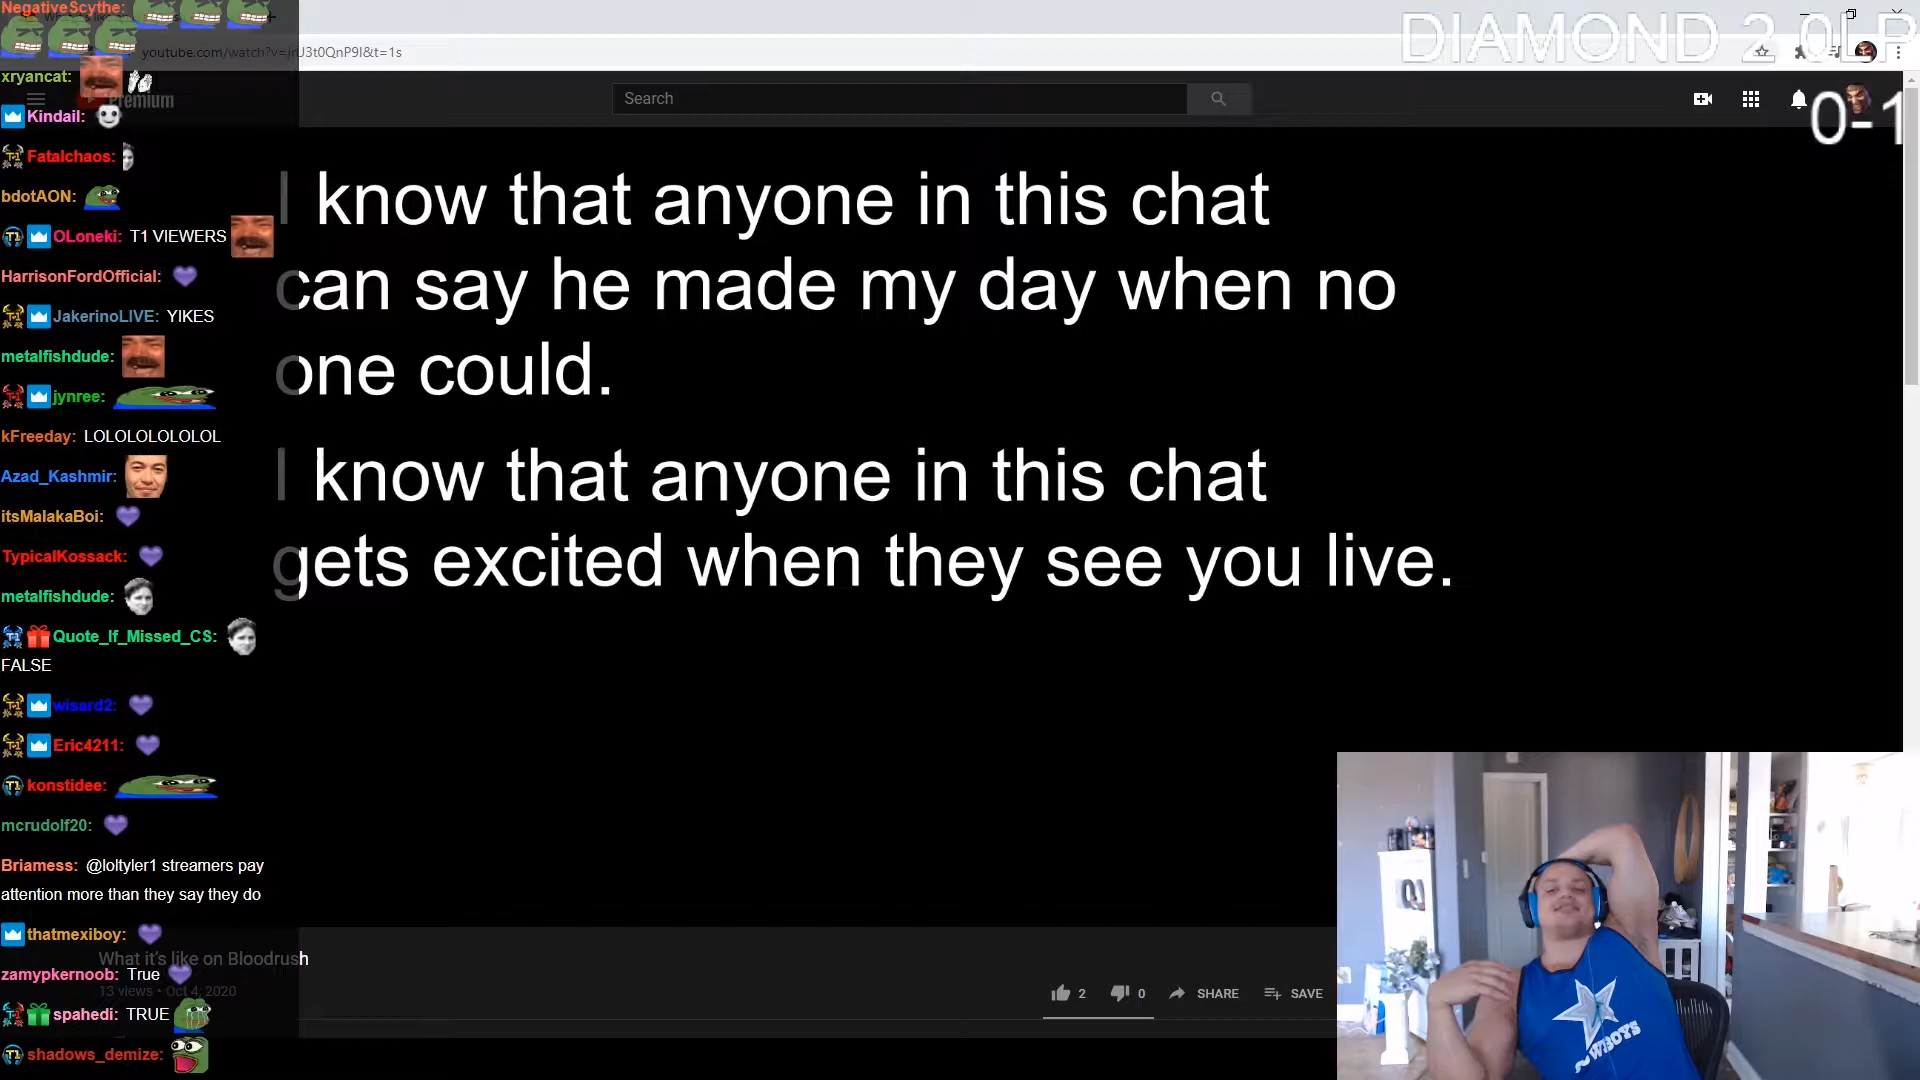 NegativeScythe:
youtube.com/watch?v=jrU3t0QnP9I&t=1s
DIAMOND 2 0LP
xryancat:
Premium
Search
0-1
Kindail:
Fatalchaos:
bdotAON:
OLoneki: T1 VIEWERS
HarrisonFordOfficial:
JakerinoLIVE: YIKES
metalfishdude:
jynree:
kFreeday: LOLOLOLOLOLOL
Azad_Kashmir:
itsMalakaBoi:
TypicalKossack:
metalfishdude:
Quote_If_Missed_CS:
FALSE
wisard2:
Eric4211:
konstidee:
mcrudolf20:
Briamess: @loltyler1 streamers pay
attention more than they say they do
thatmexiboy:
zamypkernoob: True
spahedi: TRUE
shadows_demize:
I know that anyone in this chat
can say he made my day when no
one could.
I know that anyone in this chat
gets excited when they see you live.
What it's like on Bloodrush
13 views • Oct 4, 2020
2
0
SHARE
SAVE
COWBOYS